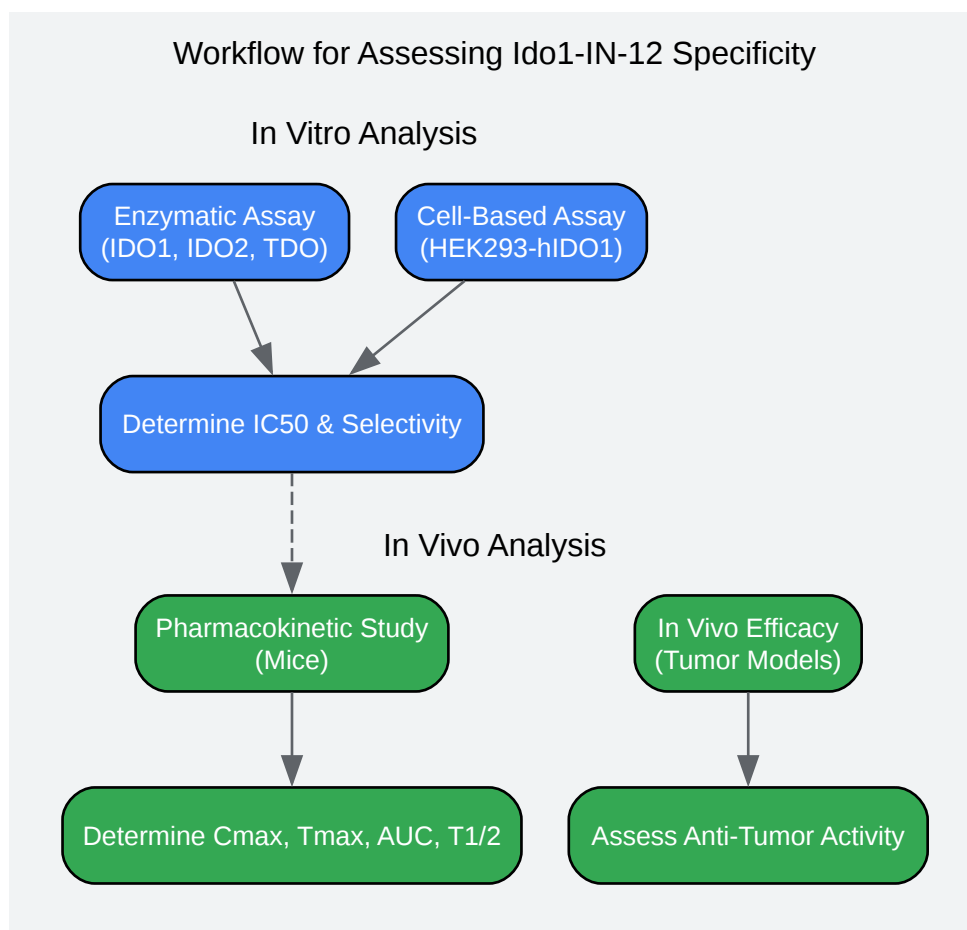 Workflow for Assessing Ido1-IN-12 Specificity
In Vitro Analysis
Enzymatic Assay
(IDO1, IDO2, TDO)
Cell-Based Assay
(HEK293-hIDO1)
Determine IC50 & Selectivity
In Vivo Analysis
Pharmacokinetic Study
(Mice)
In Vivo Efficacy
(Tumor Models)
Determine Cmax, Tmax, AUC, T1/2
Assess Anti-Tumor Activity